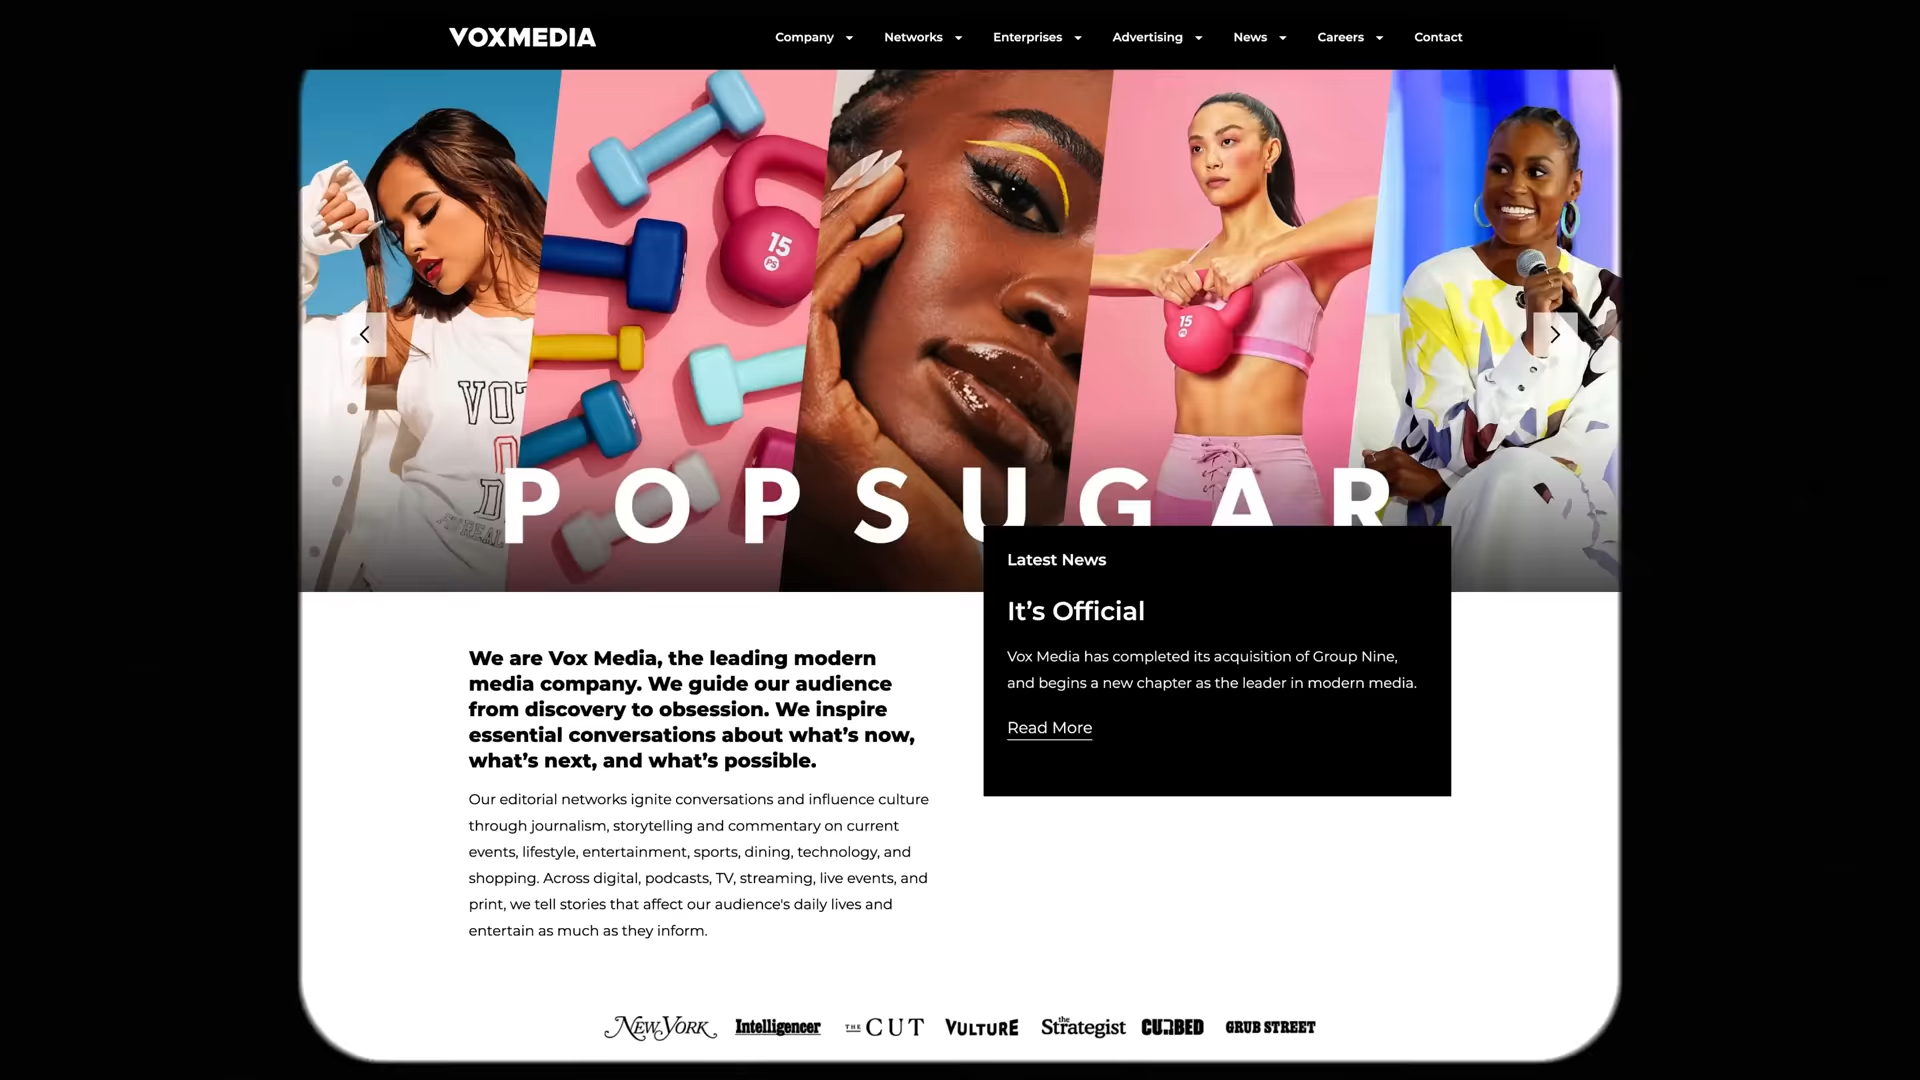 VOXMEDIA
Company
Networks
Enterprises
Advertising
News
Careers
Contact
15
PS
15
VOT
POPSUGAR
Latest News
It’s Official
Vox Media has completed its acquisition of Group Nine,
and begins a new chapter as the leader in modern media.
Read More
We are Vox Media, the leading modern
media company. We guide our audience
from discovery to obsession. We inspire
essential conversations about what’s now,
what’s next, and what’s possible.
Our editorial networks ignite conversations and influence culture
through journalism, storytelling and commentary on current
events, lifestyle, entertainment, sports, dining, technology, and
shopping. Across digital, podcasts, TV, streaming, live events, and
print, we tell stories that affect our audience's daily lives and
entertain as much as they inform.
NEW YORK
Intelligencer
THE CUT
VULTURE
the Strategist
CURBED
GRUB STREET